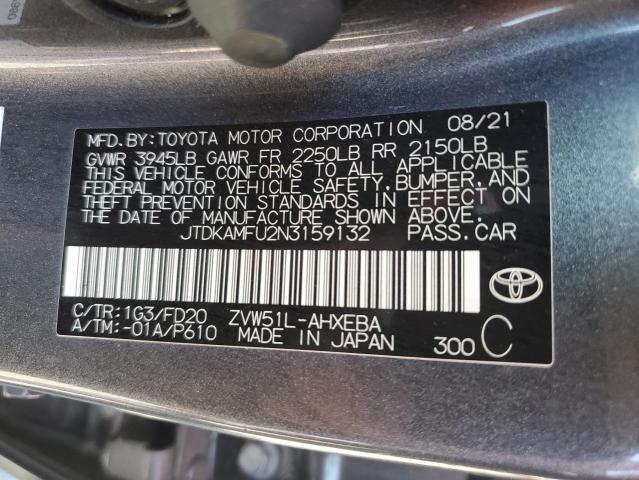 MFD.BY:TOYOTA MOTOR CORPORATION 08/21
GVWR 3945LB GAWR FR 2250LB RR 2150LB
THIS VEHICLE CONFORMS TO ALL APPLICABLE
FEDERAL MOTOR VEHICLE SAFETY,BUMPER,AND
THEFT PREVENTION STANDARDS IN EFFECT ON
THE DATE OF MANUFACTURE SHOWN ABOVE.
JTDKAMFU2N3159132 PASS.CAR
C/TR:1G3/FD20 ZVW51L-AHXEBA
A/TM:-01A/P610 MADE IN JAPAN 300 C